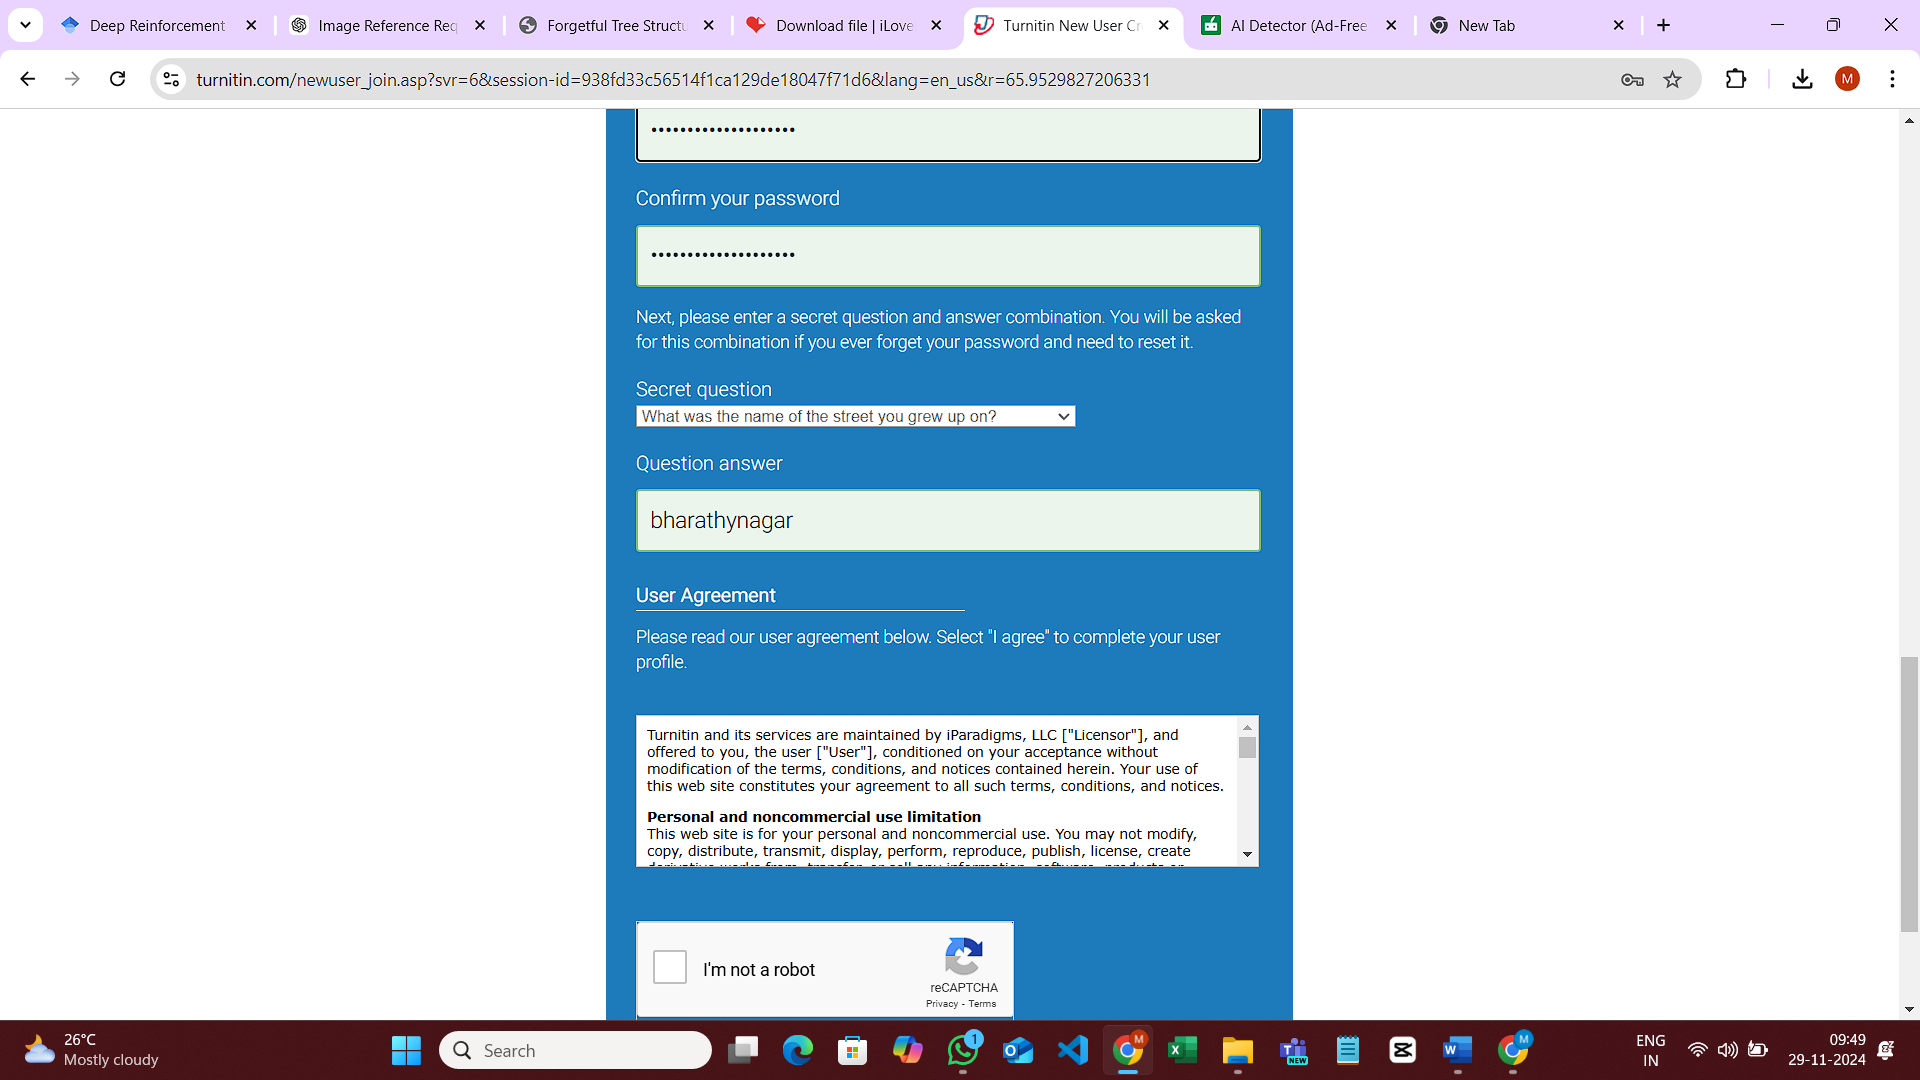 Deep Reinforcement
Image Reference Req
Forgetful Tree Structu
Download file | iLove
Turnitin New User Cr
AI Detector (Ad-Free
New Tab
turnitin.com/newuser_join.asp?svr=6&session-id=938fd33c56514f1ca129de18047f71d6&lang=en_us&r=65.9529827206331
M
••••••••••••••••••••
Confirm your password
••••••••••••••••••••
Next, please enter a secret question and answer combination. You will be asked
for this combination if you ever forget your password and need to reset it.
Secret question
What was the name of the street you grew up on?
Question answer
bharathynagar
User Agreement
Please read our user agreement below. Select "I agree" to complete your user
profile.
Turnitin and its services are maintained by iParadigms, LLC ["Licensor"], and
offered to you, the user ["User"], conditioned on your acceptance without
modification of the terms, conditions, and notices contained herein. Your use of
this web site constitutes your agreement to all such terms, conditions, and notices.
Personal and noncommercial use limitation
This web site is for your personal and noncommercial use. You may not modify,
copy, distribute, transmit, display, perform, reproduce, publish, license, create
I'm not a robot
reCAPTCHA
Privacy - Terms
26°C
Mostly cloudy
Search
1
M
NEW
M
ENG
IN
09:49
29-11-2024